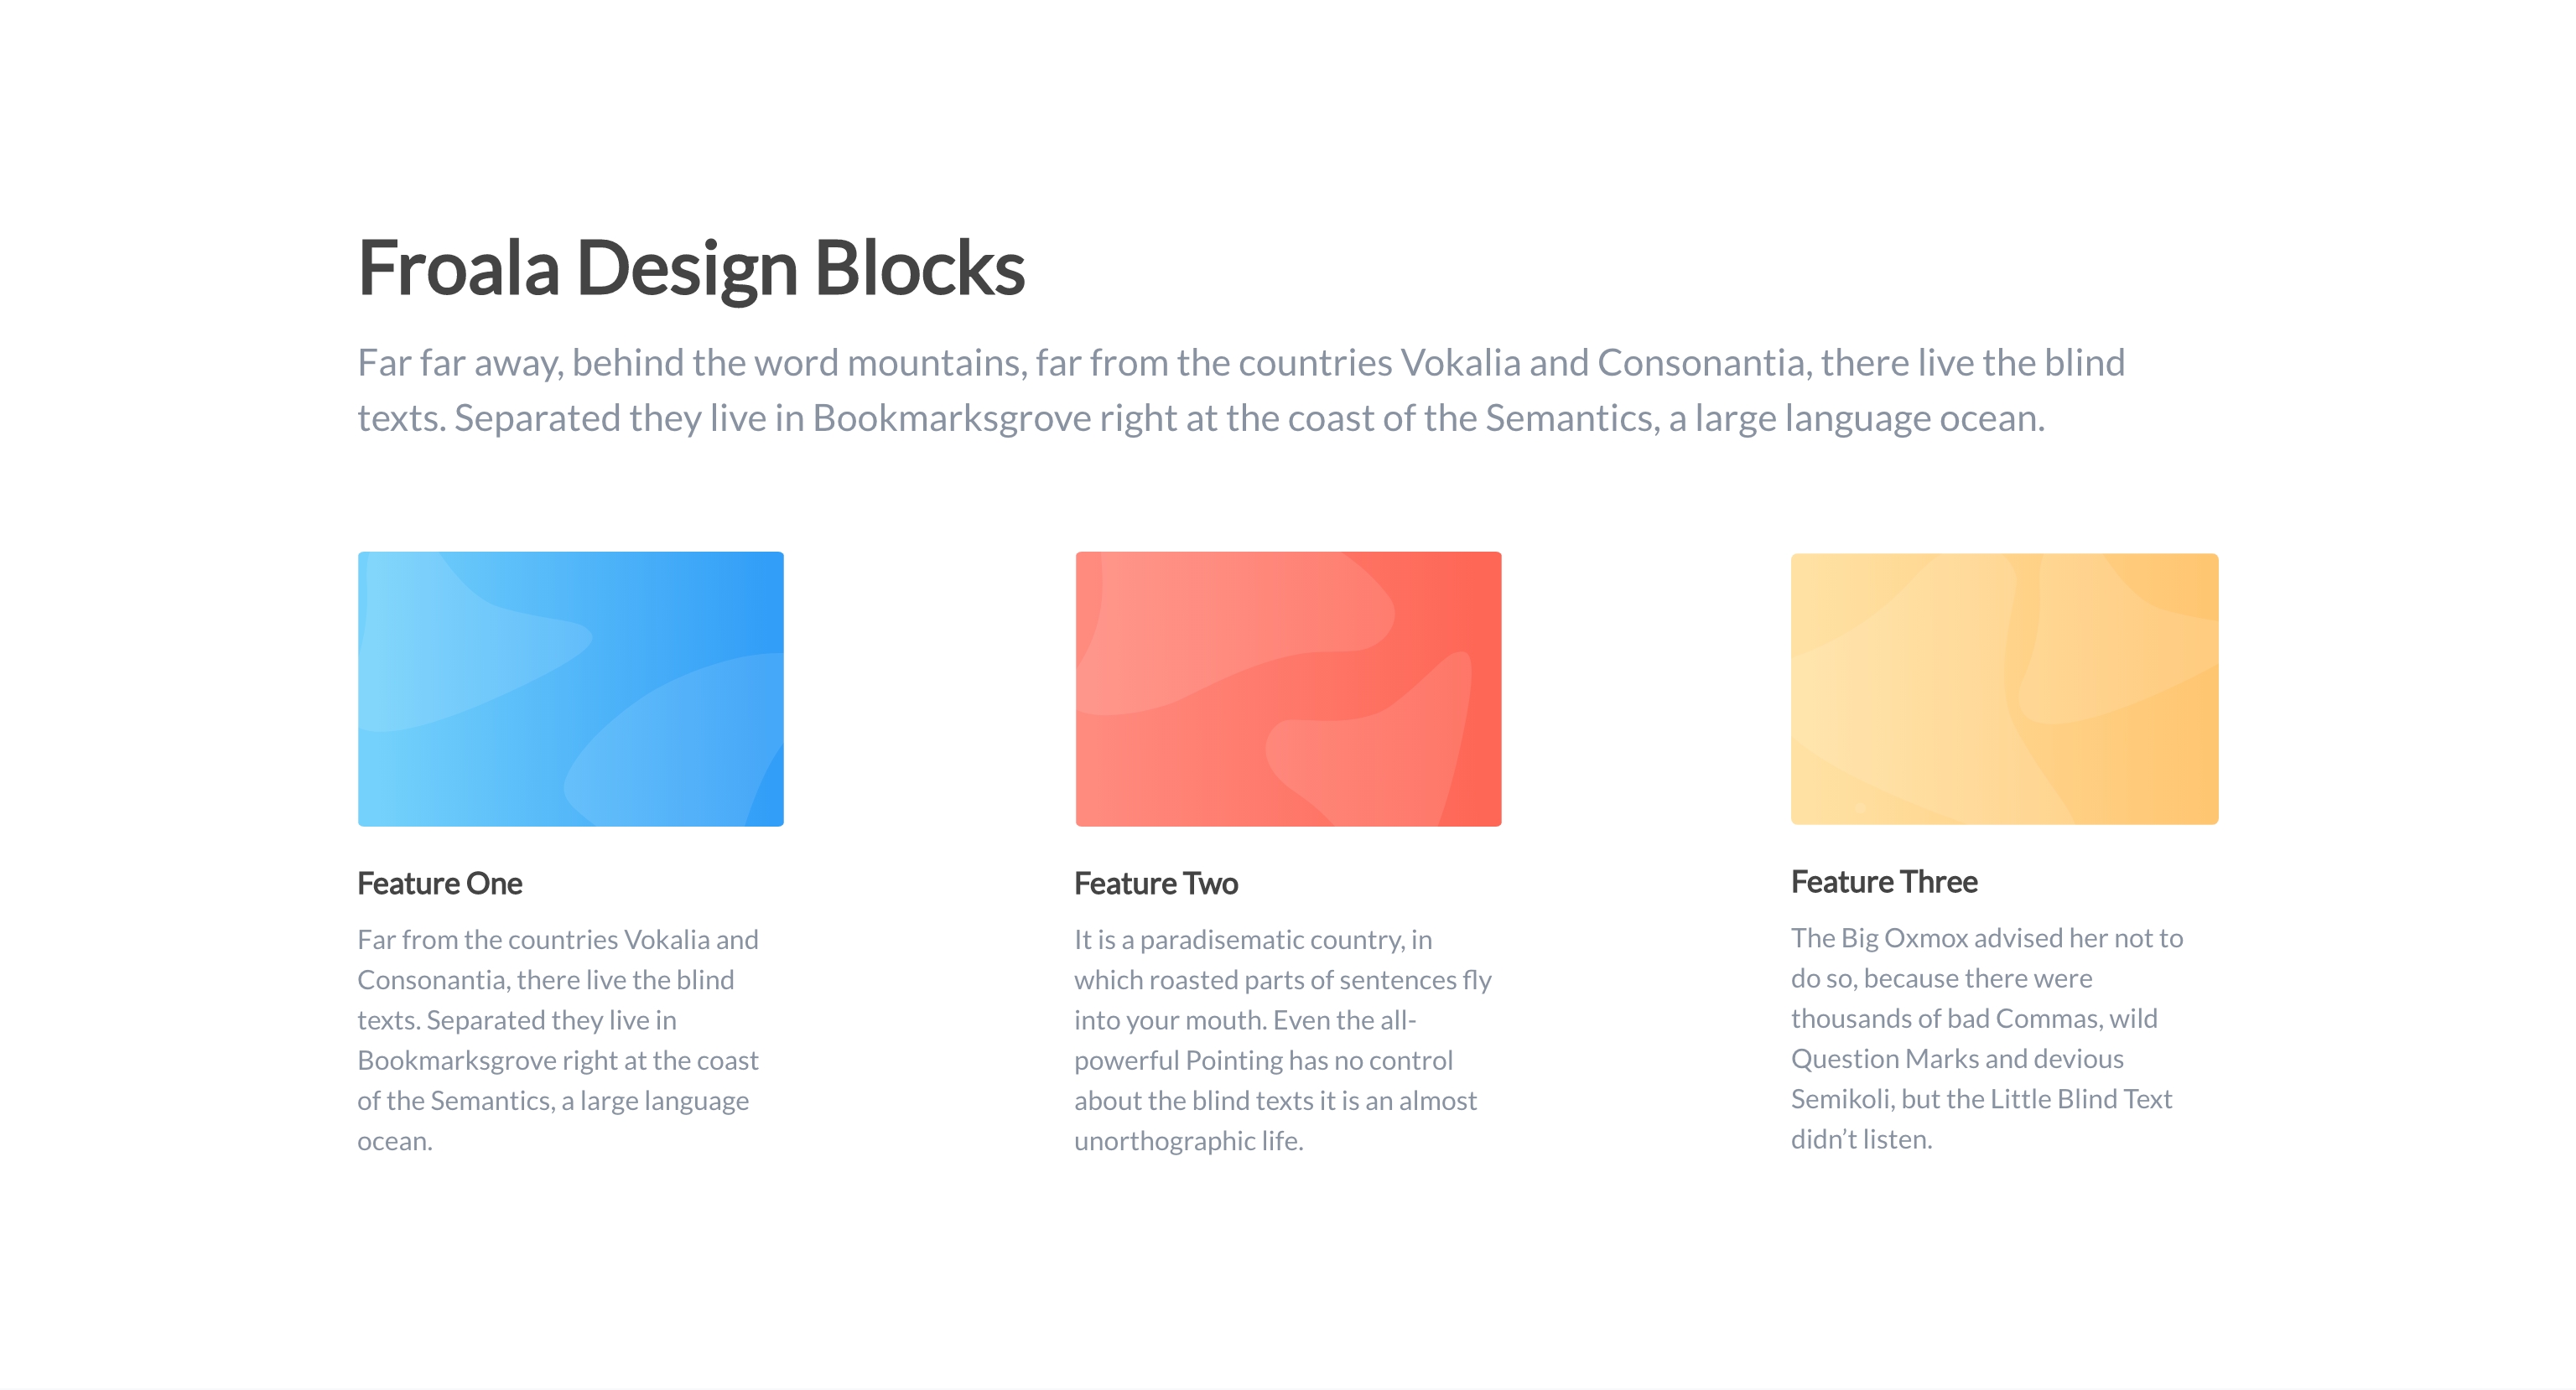 Froala Design Blocks
Far far away, behind the word mountains, far from the countries Vokalia and Consonantia, there live the blind
texts. Separated they live in Bookmarksgrove right at the coast of the Semantics, a large language ocean.
Feature One
Far from the countries Vokalia and
Consonantia, there live the blind
texts. Separated they live in
Bookmarksgrove right at the coast
of the Semantics, a large language
ocean.
Feature Two
It is a paradisematic country, in
which roasted parts of sentences fly
into your mouth. Even the all-
powerful Pointing has no control
about the blind texts it is an almost
unorthographic life.
Feature Three
The Big Oxmox advised her not to
do so, because there were
thousands of bad Commas, wild
Question Marks and devious
Semikoli, but the Little Blind Text
didn’t listen.